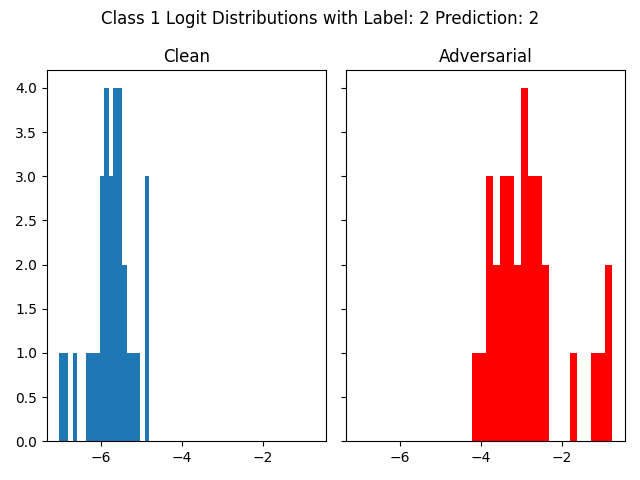 Class 1 Logit Distributions with Label: 2 Prediction: 2
Clean
Adversarial
4.0
3.5
3.0
2.5
2.0
1.5
1.0
0.5
0.0
−6 −4 −2
−6 −4 −2